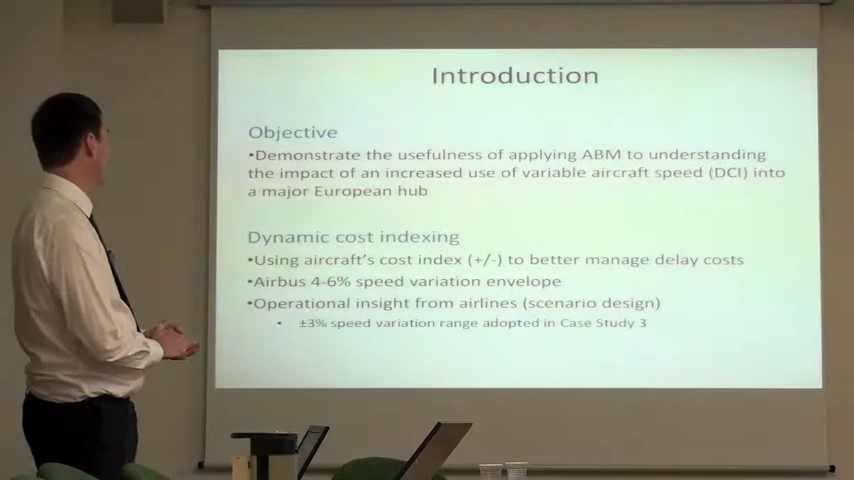 Introduction
Objective
•Demonstrate the usefulness of applying ABM to understanding
the impact of an increased use of variable aircraft speed (DCI) into
a major European hub
Dynamic cost indexing
•Using aircraft's cost index (+/-) to better manage delay costs
•Airbus 4-6% speed variation envelope
•Operational insight from airlines (scenario design)
• ±3% speed variation range adopted in Case Study 3